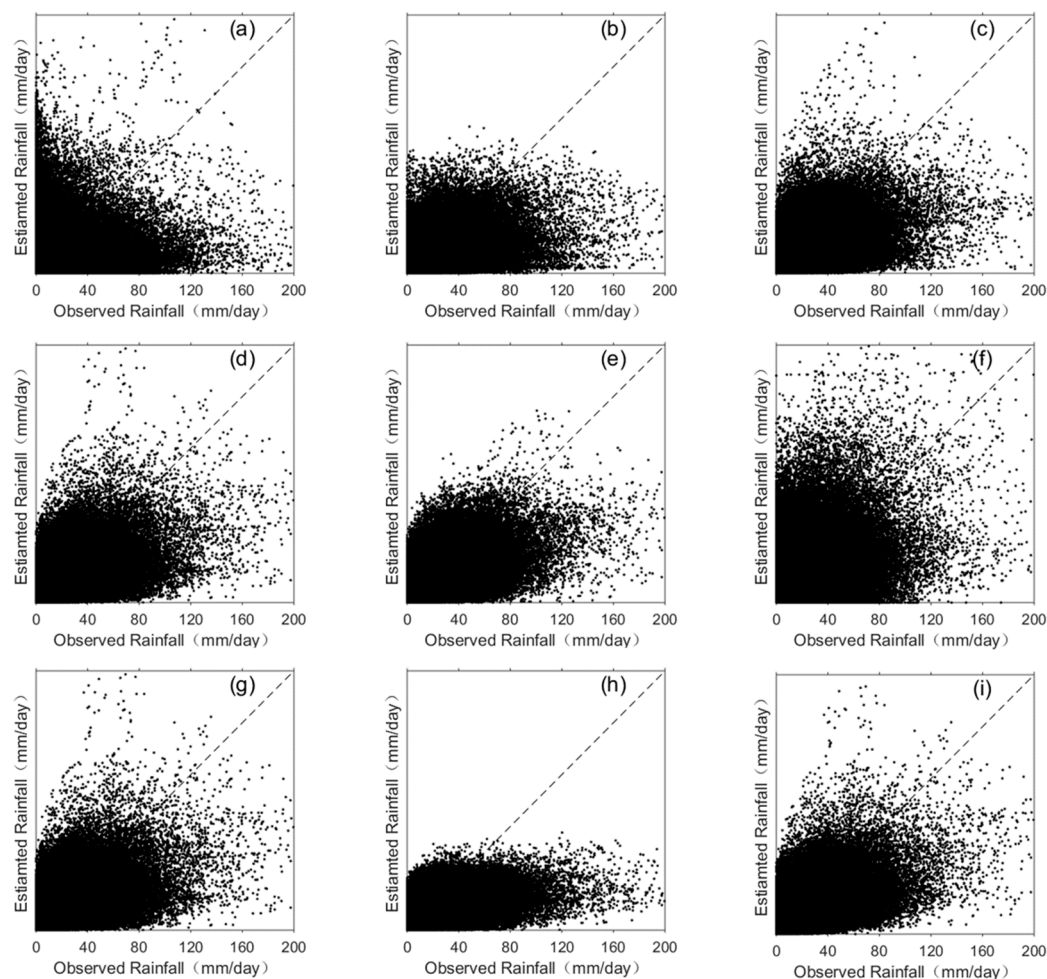 (a) (b) (c)
Estiamted Rainfall（mm/day） Estiamted Rainfall（mm/day） Estiamted Rainfall（mm/day）
0 40 80 120 160 200 0 40 80 120 160 200 0 40 80 120 160 200
Observed Rainfall（mm/day） Observed Rainfall（mm/day） Observed Rainfall（mm/day）
(d) (e) (f)
Estiamted Rainfall（mm/day） Estiamted Rainfall（mm/day） Estiamted Rainfall（mm/day）
0 40 80 120 160 200 0 40 80 120 160 200 0 40 80 120 160 200
Observed Rainfall（mm/day） Observed Rainfall（mm/day） Observed Rainfall（mm/day）
(g) (h) (i)
Estiamted Rainfall（mm/day） Estiamted Rainfall（mm/day） Estiamted Rainfall（mm/day）
0 40 80 120 160 200 0 40 80 120 160 200 0 40 80 120 160 200
Observed Rainfall（mm/day） Observed Rainfall（mm/day） Observed Rainfall（mm/day）